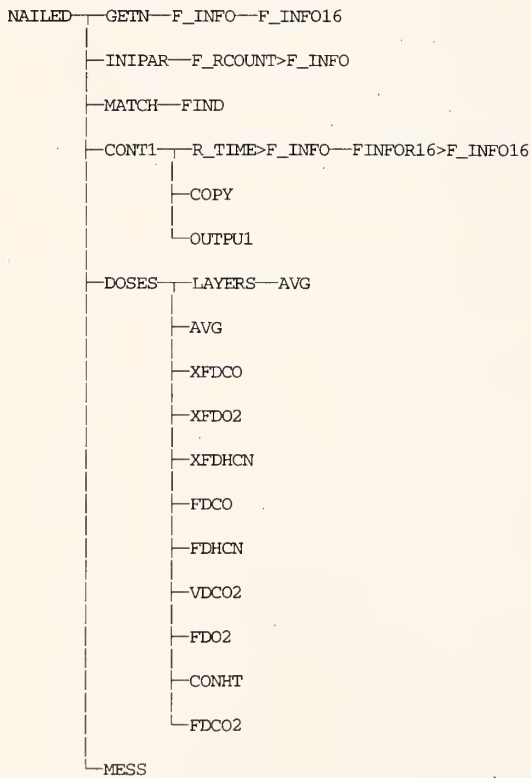 NAILED GETN F_INFO F_INFO16
INIPAR F_RCOUNT>F_INFO
MATCH FIND
CONT1 R_TIME>F_INFO FINFOR16>F_INFO16
COPY
OUTPU1
DOSES LAYERS AVG
AVG
XFDCO
XFDO2
XFDHCN
FDCO
FDHCN
VDCO2
FDO2
CONHT
FDCO2
MESS